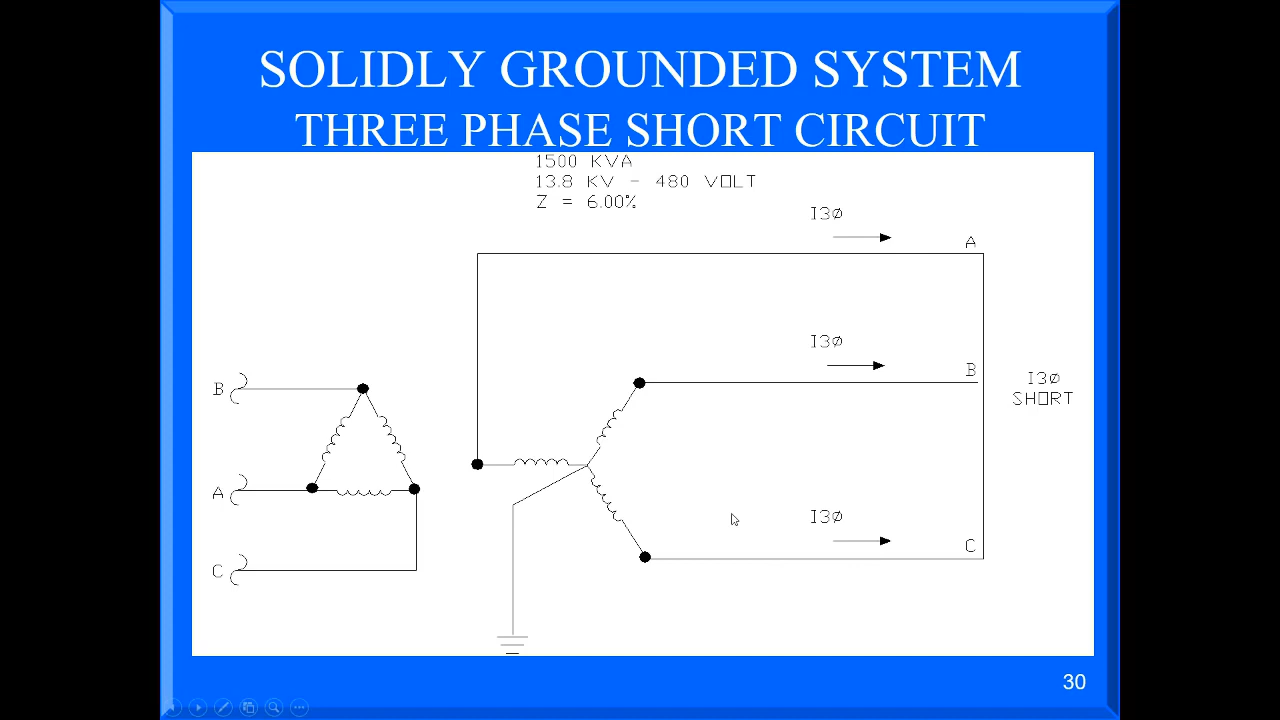 SOLIDLY GROUNDED SYSTEM
THREE PHASE SHORT CIRCUIT
1500 KVA
13.8 KV - 480 VOLT
Z = 6.00%
I3Ø
A
I3Ø
B
I3Ø
SHORT
B
A
I3Ø
C
C
30